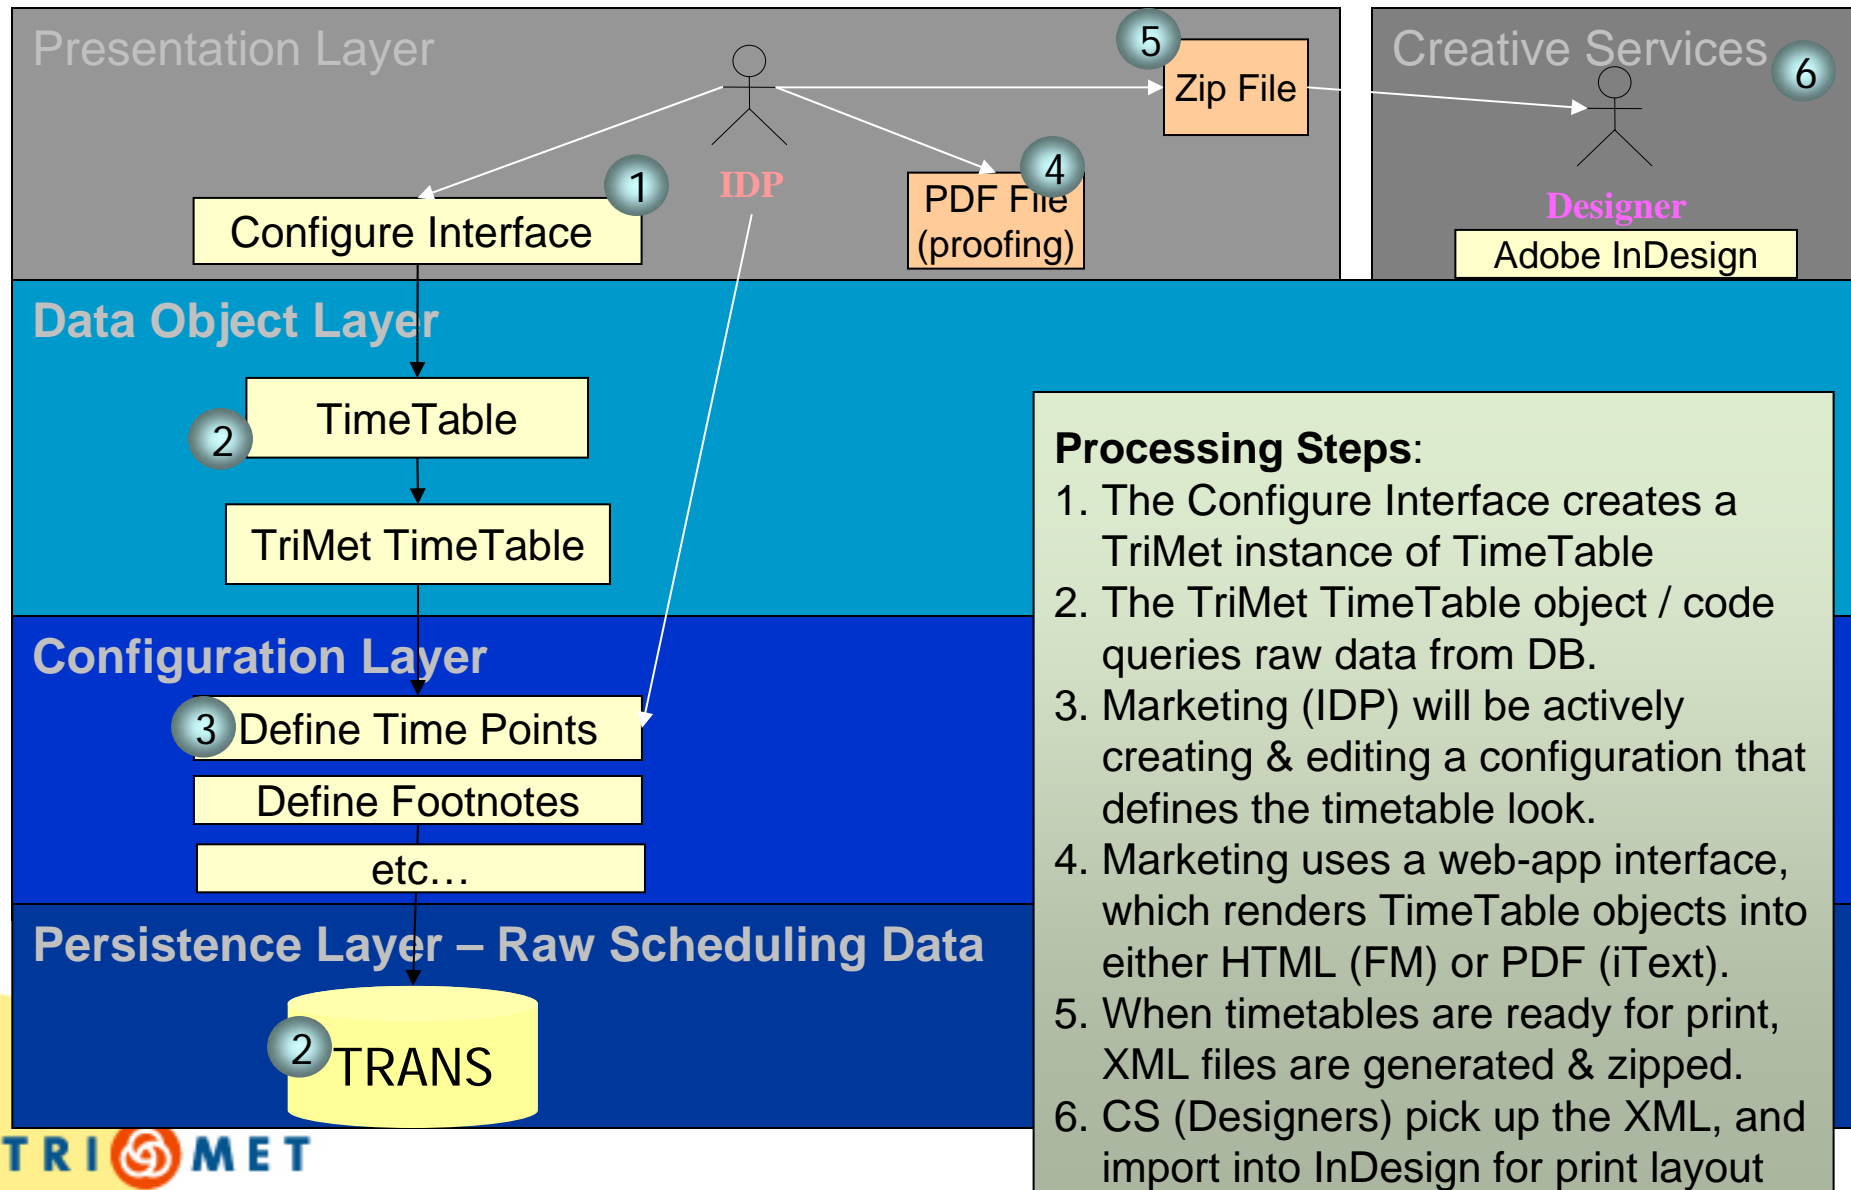 Presentation Layer
5
Zip File
Creative Services
6
1
IDP
4
PDF File
(proofing)
Designer
Adobe InDesign
Configure Interface
Data Object Layer
TimeTable
2
TriMet TimeTable
Configuration Layer
3
Define Time Points
Define Footnotes
etc…
Persistence Layer – Raw Scheduling Data
2
TRANS
Processing Steps:
1. The Configure Interface creates a
TriMet instance of TimeTable
2. The TriMet TimeTable object / code
queries raw data from DB.
3. Marketing (IDP) will be actively
creating & editing a configuration that
defines the timetable look.
4. Marketing uses a web-app interface,
which renders TimeTable objects into
either HTML (FM) or PDF (iText).
5. When timetables are ready for print,
XML files are generated & zipped.
6. CS (Designers) pick up the XML, and
import into InDesign for print layout
TRI MET